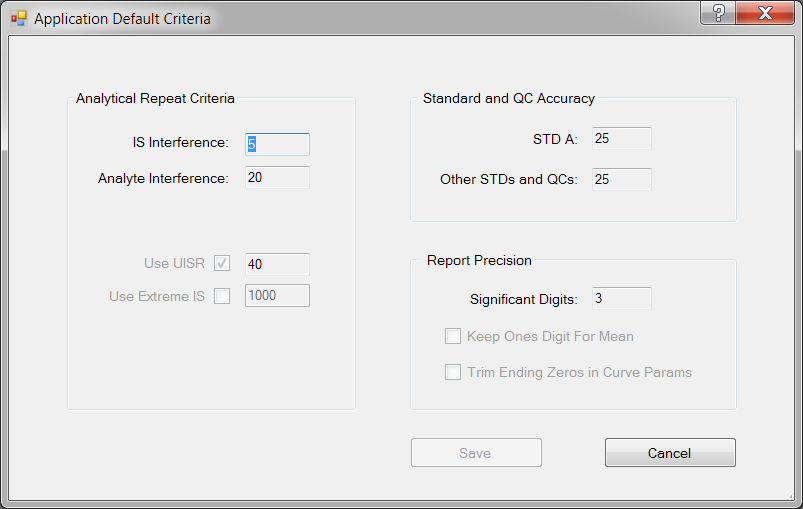 Application Default Criteria
?
X
Analytical Repeat Criteria
IS Interference: 5
Analyte Interference: 20
Use UISR 40
Use Extreme IS 1000
Standard and QC Accuracy
STD A: 25
Other STDs and QCs: 25
Report Precision
Significant Digits: 3
Keep Ones Digit For Mean
Trim Ending Zeros in Curve Params
Save
Cancel